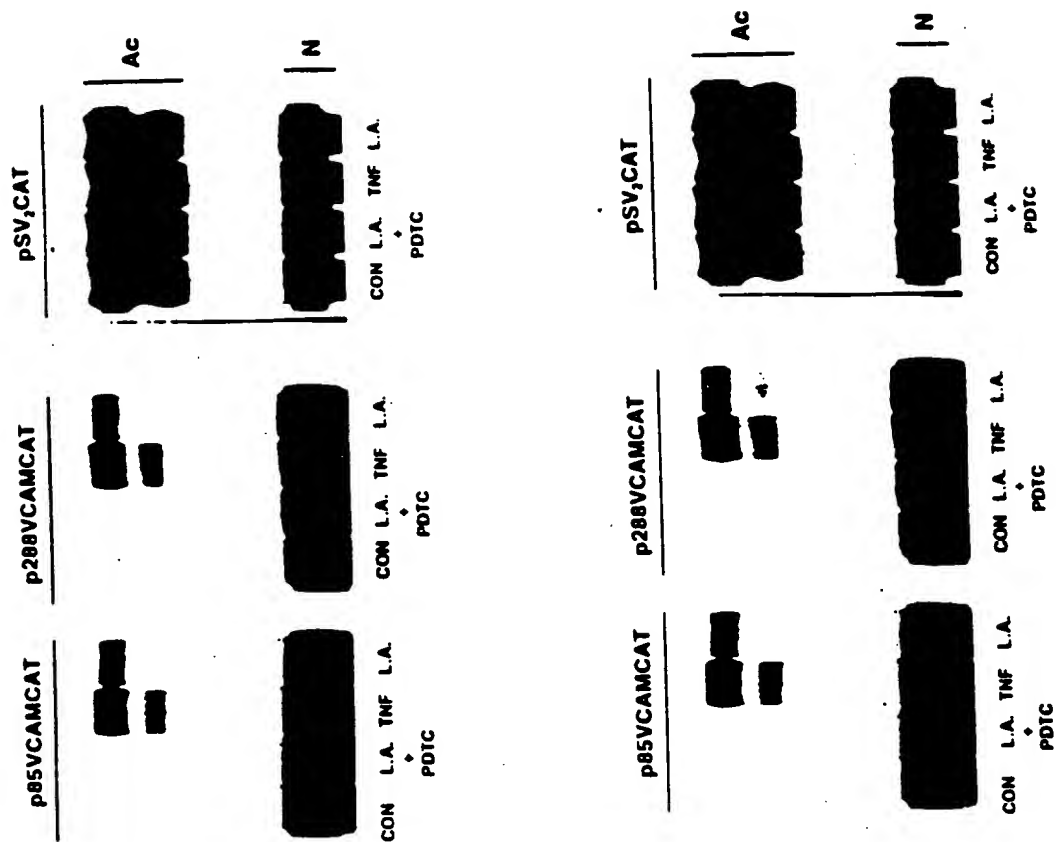 p85VCAMCAT
p288VCAMCAT
pSV₂CAT
Ac
N
CON L.A. TNF L.A.
+
PDTC
CON L.A. TNF L.A.
+
PDTC
CON L.A. TNF L.A.
+
PDTC
p85VCAMCAT
p288VCAMCAT
pSV₂CAT
Ac
N
CON L.A. TNF L.A.
+
PDTC
CON L.A. TNF L.A.
+
PDTC
CON L.A. TNF L.A.
+
PDTC